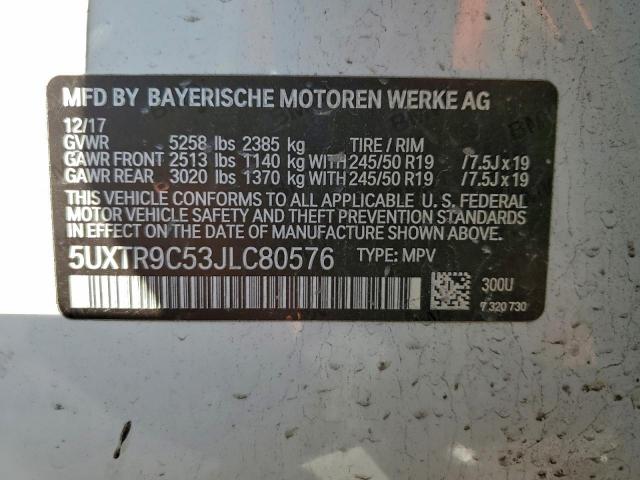 MFD BY BAYERISCHE MOTOREN WERKE AG
12/17
GVWR 5258 lbs 2385 kg TIRE / RIM
GAWR FRONT 2513 lbs 1140 kg WITH 245/50 R19 /7.5J x 19
GAWR REAR 3020 lbs 1370 kg WITH 245/50 R19 /7.5J x 19
THIS VEHICLE CONFORMS TO ALL APPLICABLE U. S. FEDERAL
MOTOR VEHICLE SAFETY AND THEFT PREVENTION STANDARDS
IN EFFECT ON THE DATE OF MANUFACTURE SHOWN ABOVE.
5UXTR9C53JLC80576 TYPE: MPV
300U
7 320 730